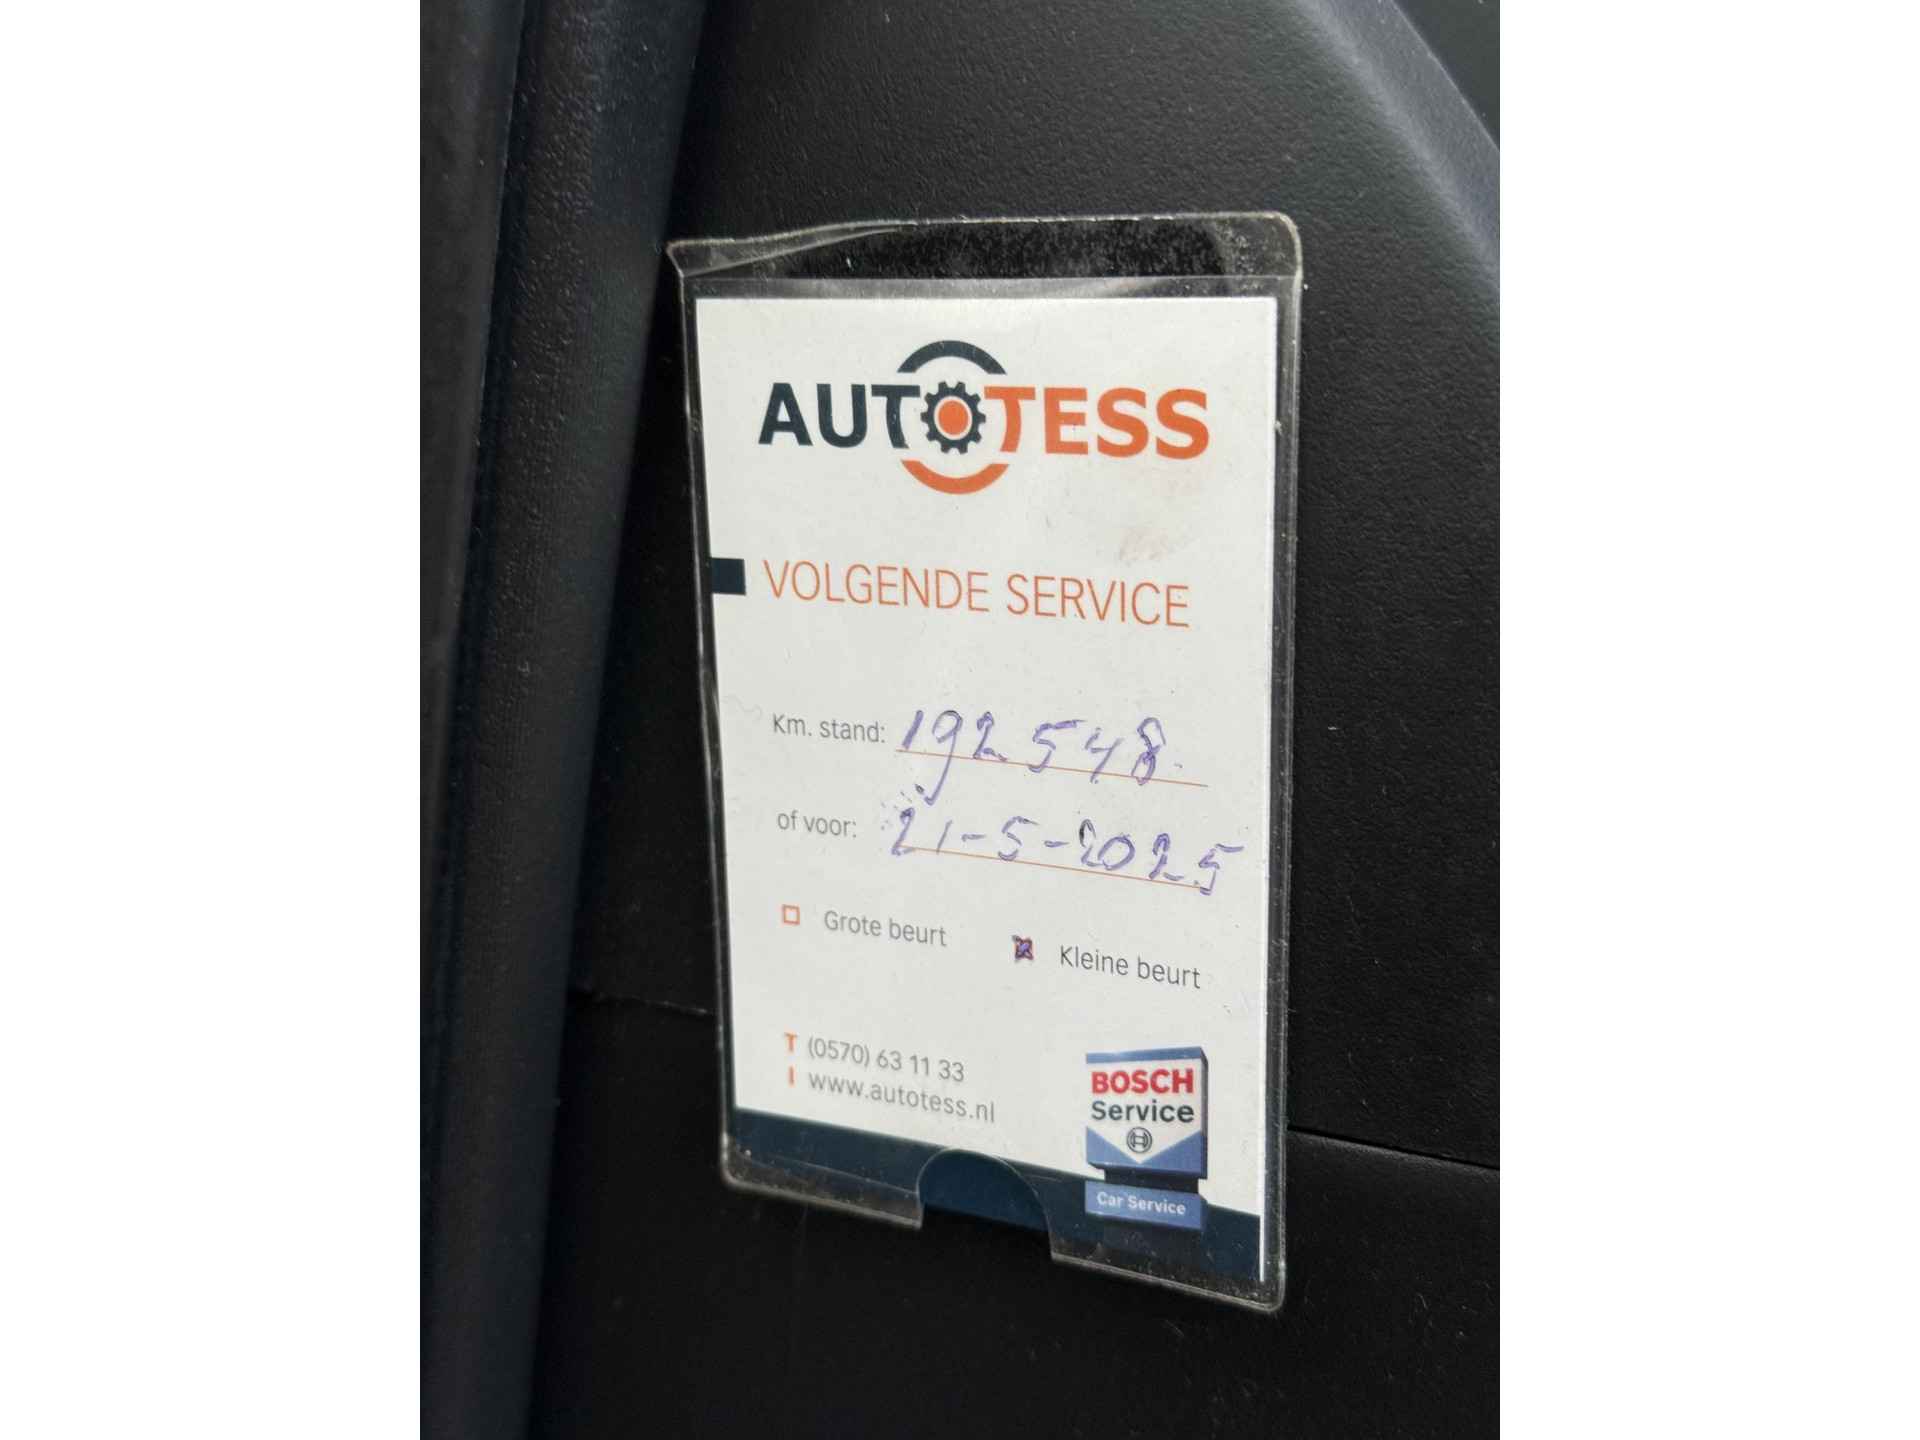 AUTOTESS
VOLGENDE SERVICE
Km. stand: 192548
of voor: 21-5-2025
Grote beurt Kleine beurt
T (0570) 63 11 33
I www.autotess.nl
BOSCH
Service
Car Service